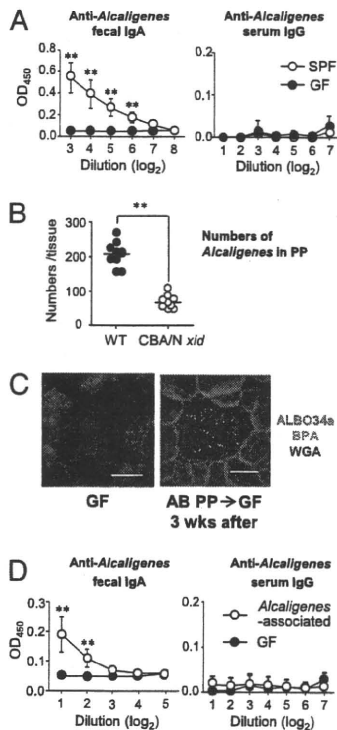 A
Anti-Alcaligenes
fecal IgA
Anti-Alcaligenes
serum IgG
OD450
0.8
0.6
0.4
0.2
0.0
**
**
**
**
3 4 5 6 7 8
Dilution (log2)
0.2
0.1
0.0
SPF
GF
1 2 3 4 5 6 7
Dilution (log2)
B
Numbers /tissue
300
200
100
0
**
WT
CBA/N xid
Numbers of
Alcaligenes in PP
C
GF
AB PP→GF
3 wks after
ALBO34a
BPA
WGA
D
Anti-Alcaligenes
fecal IgA
Anti-Alcaligenes
serum IgG
OD450
0.3
0.2
0.1
0.0
**
**
1 2 3 4 5
Dilution (log2)
0.2
0.1
0.0
Alcaligenes
-associated
GF
1 2 3 4 5 6 7
Dilution (log2)